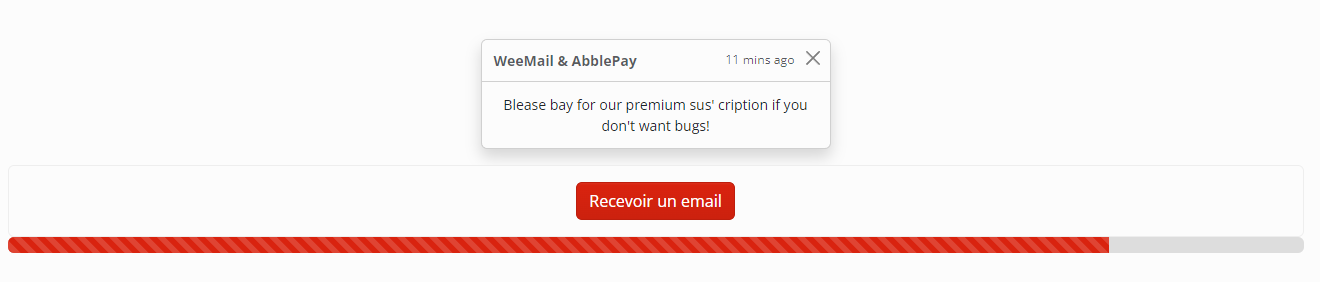 WeeMail & AbblePay 11 mins ago
Blease bay for our premium sus' cription if you
don't want bugs!
Recevoir un email